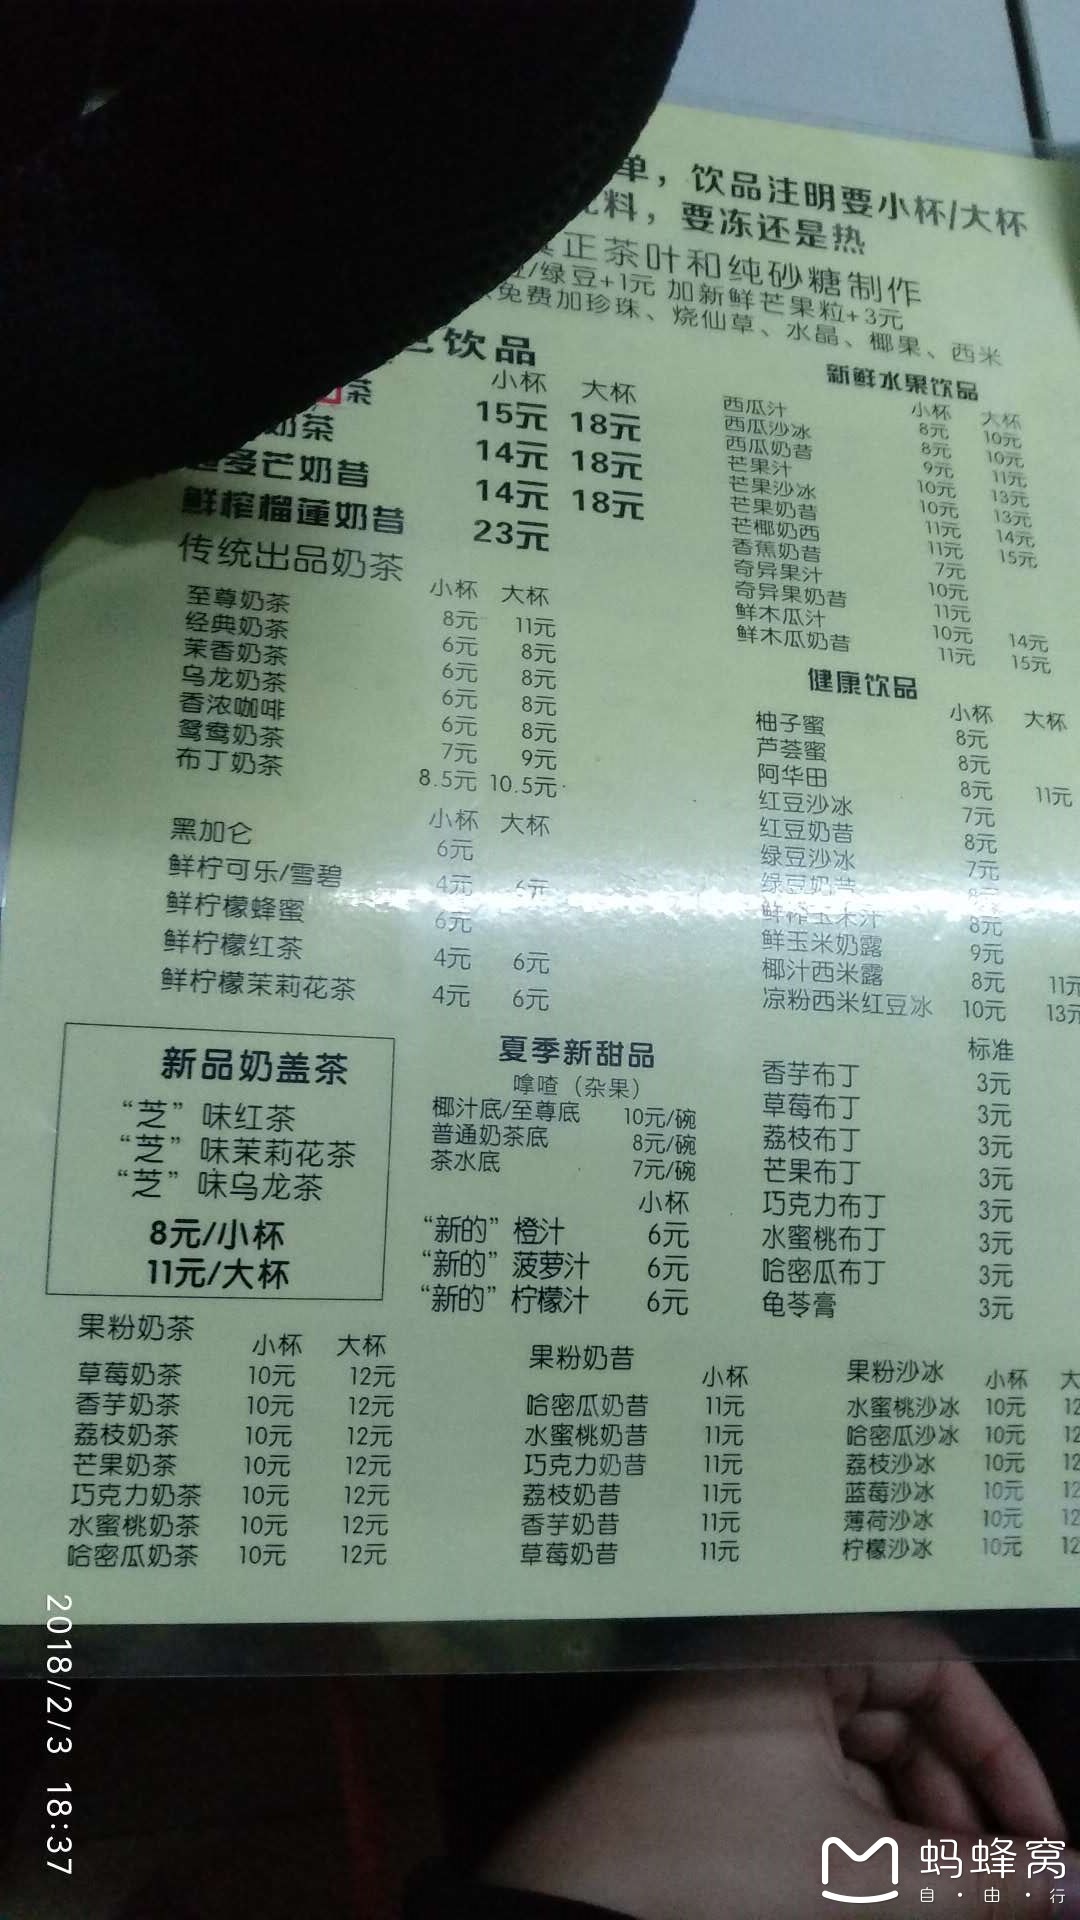 单，饮品注明要小杯/大杯
料，要冻还是热
正茶叶和纯砂糖制作
/绿豆+1元 加新鲜芒果粒+3元
免费加珍珠、烧仙草、水晶、椰果、西米
饮品
小杯 大杯
茶 15元 18元
奶茶 14元 18元
多芒奶昔 14元 18元
鲜榨榴莲奶昔 23元
传统出品奶茶
小杯 大杯
至尊奶茶 8元 11元
经典奶茶 6元 8元
茉香奶茶 6元 8元
乌龙奶茶 6元 8元
香浓咖啡 6元 8元
鸳鸯奶茶 7元 9元
布丁奶茶 8.5元 10.5元
小杯 大杯
黑加仑 6元
鲜柠可乐/雪碧 4元 6元
鲜柠檬蜂蜜 6元
鲜柠檬红茶 4元 6元
鲜柠檬茉莉花茶 4元 6元
新鲜水果饮品
小杯 大杯
西瓜汁 8元 10元
西瓜沙冰 8元 10元
西瓜奶昔 9元 11元
芒果汁 10元 13元
芒果沙冰 10元 13元
芒果奶昔 11元 14元
芒椰奶西 11元 15元
香蕉奶昔 7元
奇异果汁 10元
奇异果奶昔 11元
鲜木瓜汁 10元 14元
鲜木瓜奶昔 11元 15元
健康饮品
小杯 大杯
柚子蜜 8元
芦荟蜜 8元
阿华田 8元 11元
红豆沙冰 7元
红豆奶昔 8元
绿豆沙冰 7元
绿豆奶昔 8元
鲜榨玉米汁 8元
鲜玉米奶露 9元
椰汁西米露 8元 11元
凉粉西米红豆冰 10元 13元
新品奶盖茶
“芝”味红茶
“芝”味茉莉花茶
“芝”味乌龙茶
8元/小杯
11元/大杯
夏季新甜品
嗱喳（杂果）
椰汁底/至尊底 10元/碗
普通奶茶底 8元/碗
茶水底 7元/碗
小杯
“新的”橙汁 6元
“新的”菠萝汁 6元
“新的”柠檬汁 6元
标准
香芋布丁 3元
草莓布丁 3元
荔枝布丁 3元
芒果布丁 3元
巧克力布丁 3元
水蜜桃布丁 3元
哈密瓜布丁 3元
龟苓膏 3元
果粉奶茶
小杯 大杯
草莓奶茶 10元 12元
香芋奶茶 10元 12元
荔枝奶茶 10元 12元
芒果奶茶 10元 12元
巧克力奶茶 10元 12元
水蜜桃奶茶 10元 12元
哈密瓜奶茶 10元 12元
果粉奶昔
小杯
哈密瓜奶昔 11元
水蜜桃奶昔 11元
巧克力奶昔 11元
荔枝奶昔 11元
香芋奶昔 11元
草莓奶昔 11元
果粉沙冰
小杯 大
水蜜桃沙冰 10元 12
哈密瓜沙冰 10元 12
荔枝沙冰 10元 12
蓝莓沙冰 10元 12
薄荷沙冰 10元 12
柠檬沙冰 10元 12
2018/2/3 18:37
蚂蜂窝
自·由·行